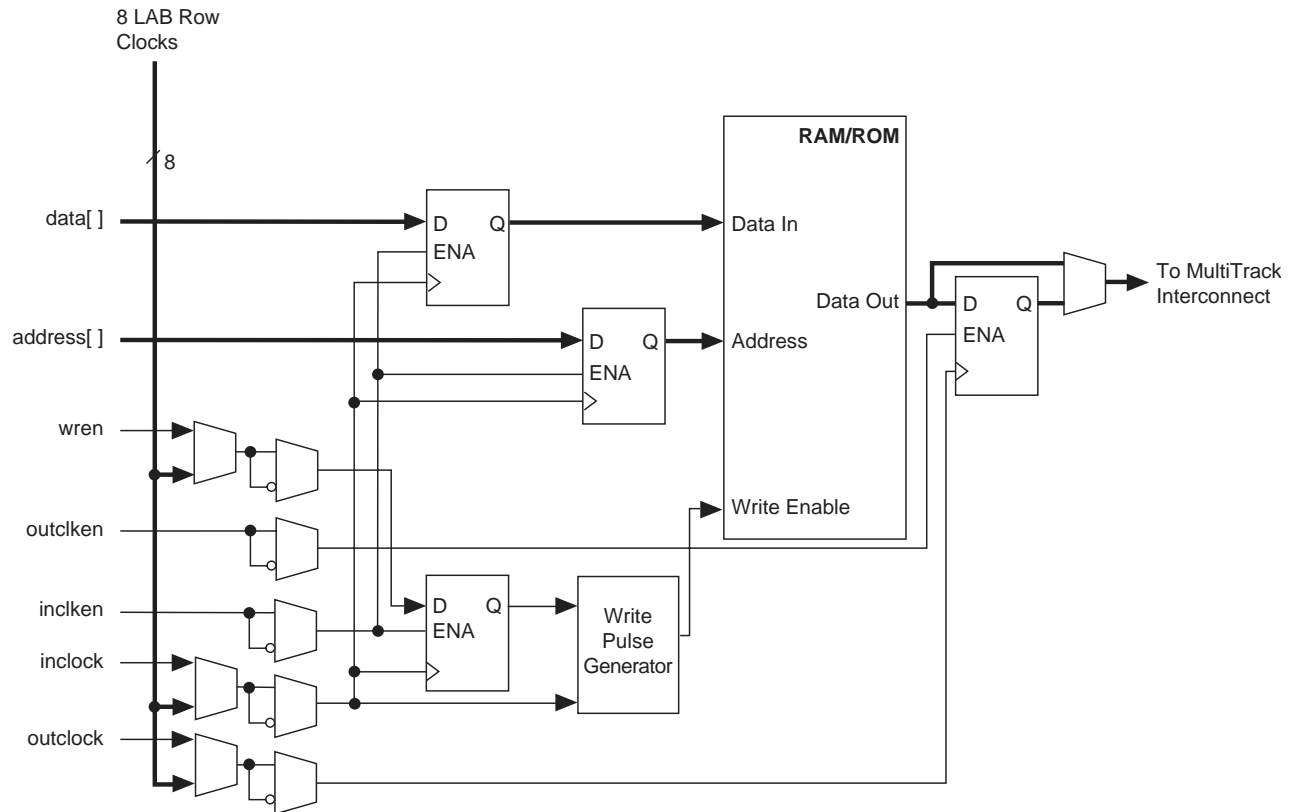 8 LAB Row
Clocks
8
RAM/ROM
data[ ]
D Q
ENA
Data In
Data Out
To MultiTrack
Interconnect
D Q
ENA
address[ ]
D Q
ENA
Address
wren
Write Enable
outclken
inclken
D Q
ENA
Write
Pulse
Generator
inclock
outclock